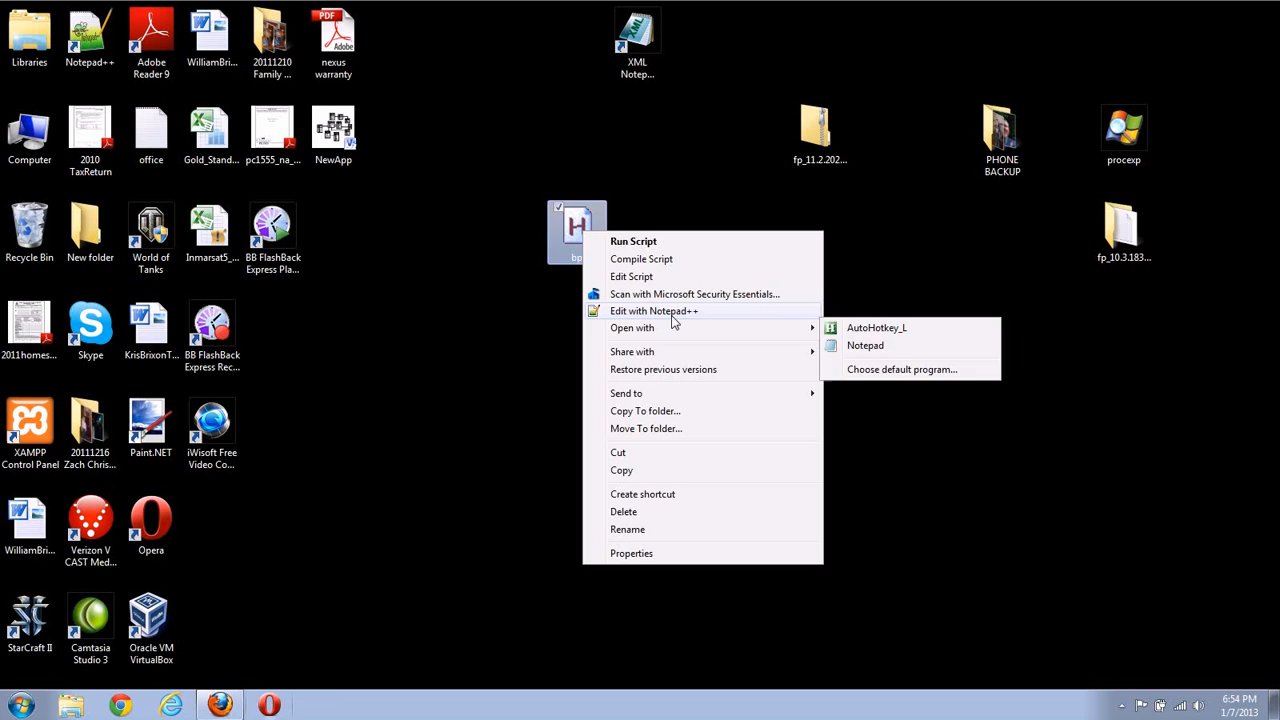 Libraries
Notepad++
Adobe
Reader 9
WilliamBri...
20111210
Family ...
PDF
Adobe
nexus
warranty
XML
Notep...
Computer
2010
TaxReturn
office
Gold_Stand...
pc1555_na_...
NewApp
fp_11.2.202...
PHONE
BACKUP
procexp
Recycle Bin
New folder
World of
Tanks
Inmarsat5_...
BB FlashBack
Express Pla...
H
bp
fp_10.3.183...
Run Script
Compile Script
Edit Script
Scan with Microsoft Security Essentials...
Edit with Notepad++
Open with
Share with
Restore previous versions
Send to
Copy To folder...
Move To folder...
Cut
Copy
Create shortcut
Delete
Rename
Properties
H AutoHotkey_L
Notepad
Choose default program...
2011homes...
Skype
KrisBrixonT...
BB FlashBack
Express Rec...
XAMPP
Control Panel
20111216
Zach Chris...
Paint.NET
iWisoft Free
Video Co...
WilliamBri...
Verizon V
CAST Med...
Opera
StarCraft II
Camtasia
Studio 3
Oracle VM
VirtualBox
6:54 PM
1/7/2013